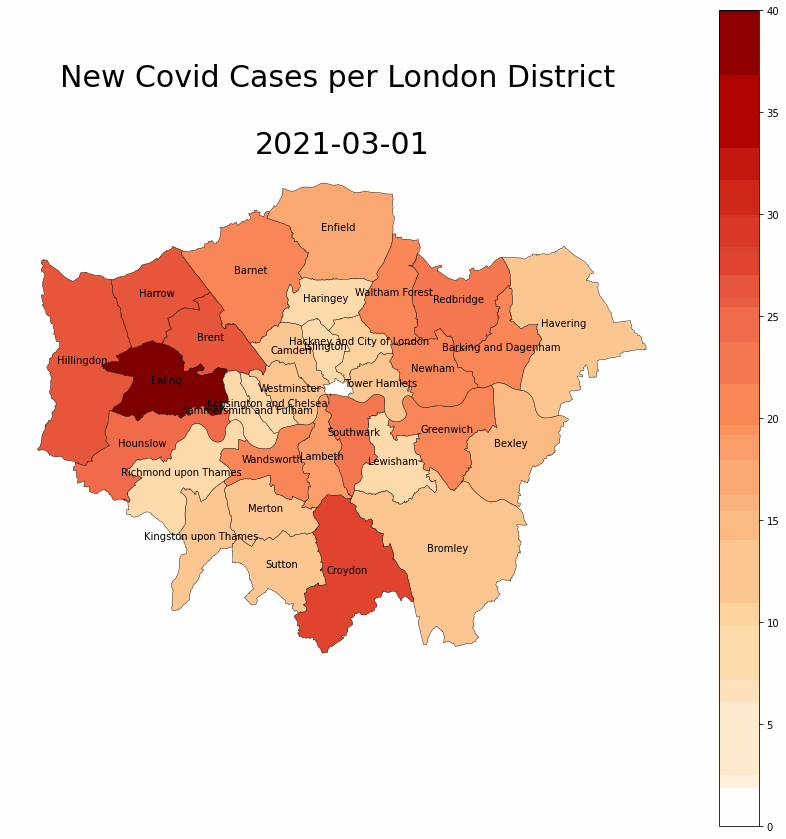 New Covid Cases per London District
2021-03-01
Enfield
Barnet
Harrow
Haringey
Waltham Forest
Redbridge
Havering
Brent
Hackney and City of London
Islington
Camden
Barking and Dagenham
Hillingdon
Newham
Ealing
Tower Hamlets
Westminster
Kensington and Chelsea
Hammersmith and Fulham
Hounslow
Southwark
Greenwich
Bexley
Lambeth
Wandsworth
Lewisham
Richmond upon Thames
Merton
Kingston upon Thames
Bromley
Sutton
Croydon
40
35
30
25
20
15
10
5
0